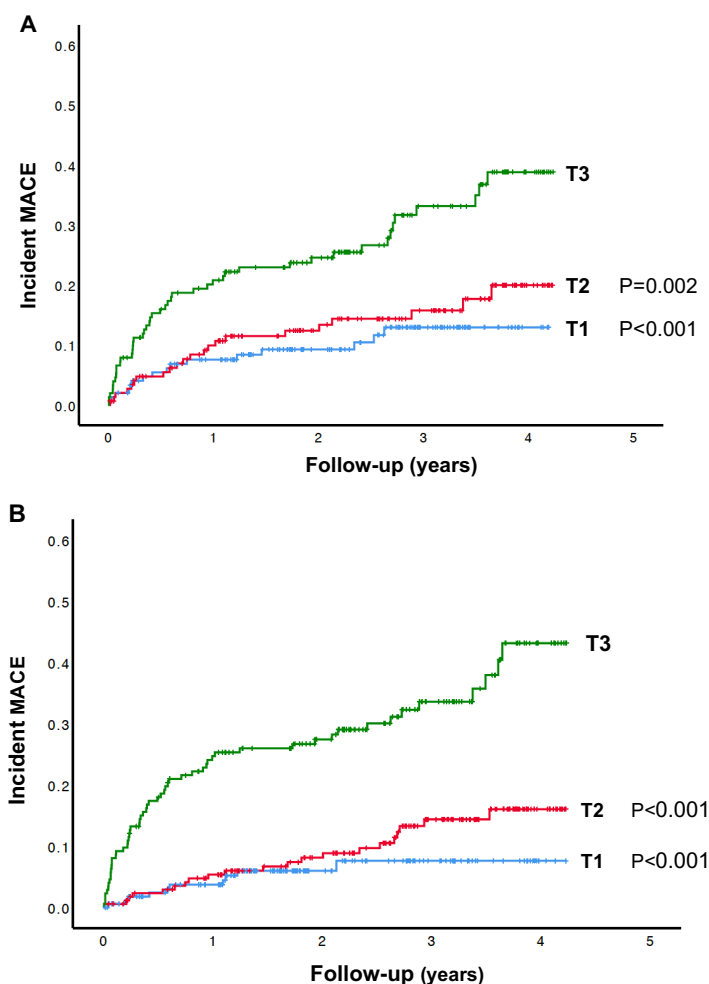 A
0.6
0.5
0.4
0.3
0.2
0.1
0.0
Incident MACE
T3
T2 P=0.002
T1 P<0.001
0 1 2 3 4 5
Follow-up (years)
B
0.6
0.5
0.4
0.3
0.2
0.1
0.0
Incident MACE
T3
T2 P<0.001
T1 P<0.001
0 1 2 3 4 5
Follow-up (years)